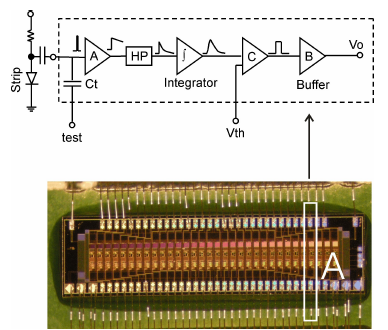 A
HP
∫
C
B
Vo
Strip
Ct
Integrator
Buffer
test
Vth
A